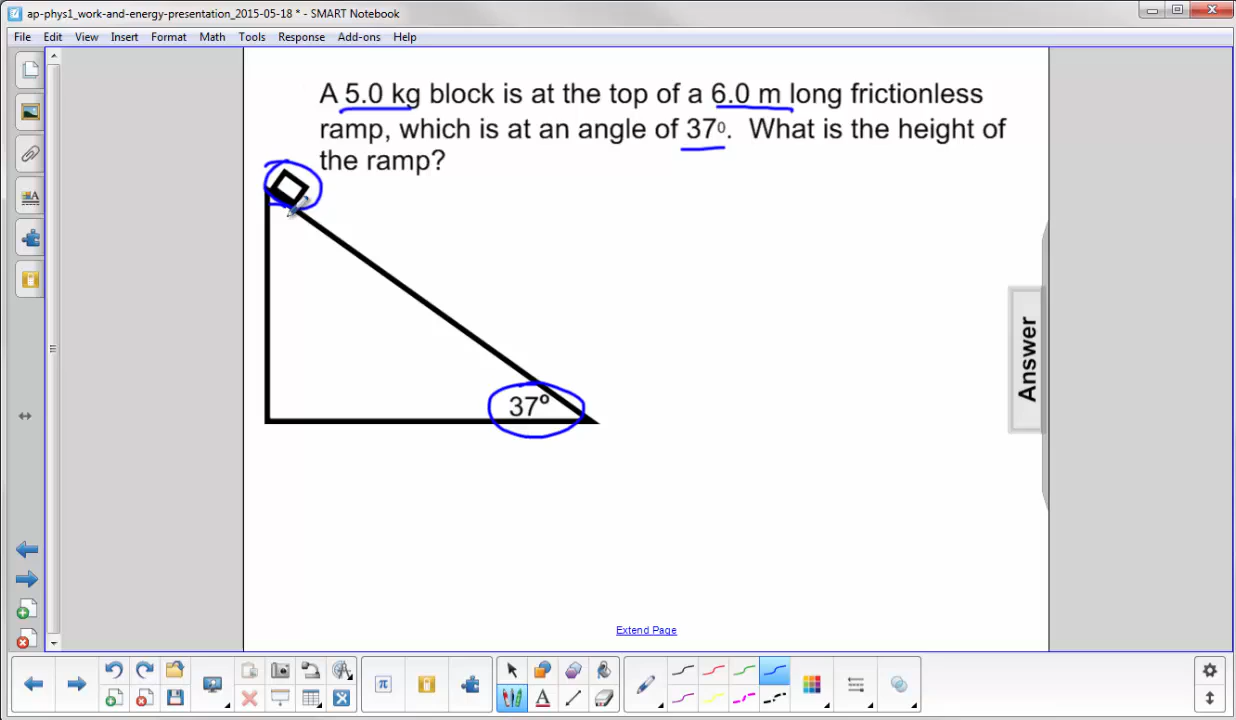 ap-phys1_work-and-energy-presentation_2015-05-18 * - SMART Notebook
File Edit View Insert Format Math Tools Response Add-ons Help
A 5.0 kg block is at the top of a 6.0 m long frictionless
ramp, which is at an angle of 37⁰. What is the height of
the ramp?
37°
Answer
Extend Page
π
A